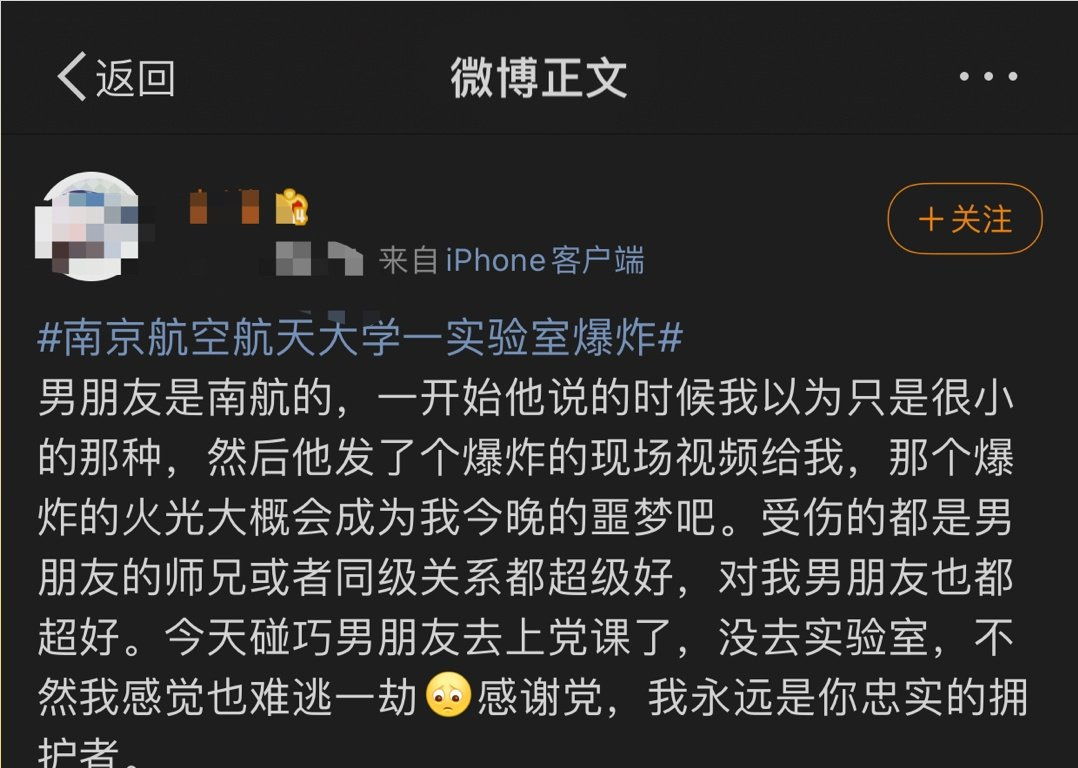 返回
微博正文
来自 iPhone客户端
+关注
#南京航空航天大学一实验室爆炸#
男朋友是南航的，一开始他说的时候我以为只是很小
的那种，然后他发了个爆炸的现场视频给我，那个爆
炸的火光大概会成为我今晚的噩梦吧。受伤的都是男
朋友的师兄或者同级关系都超级好，对我男朋友也都
超好。今天碰巧男朋友去上党课了，没去实验室，不
然我感觉也难逃一劫🥺感谢党，我永远是你忠实的拥
护者。